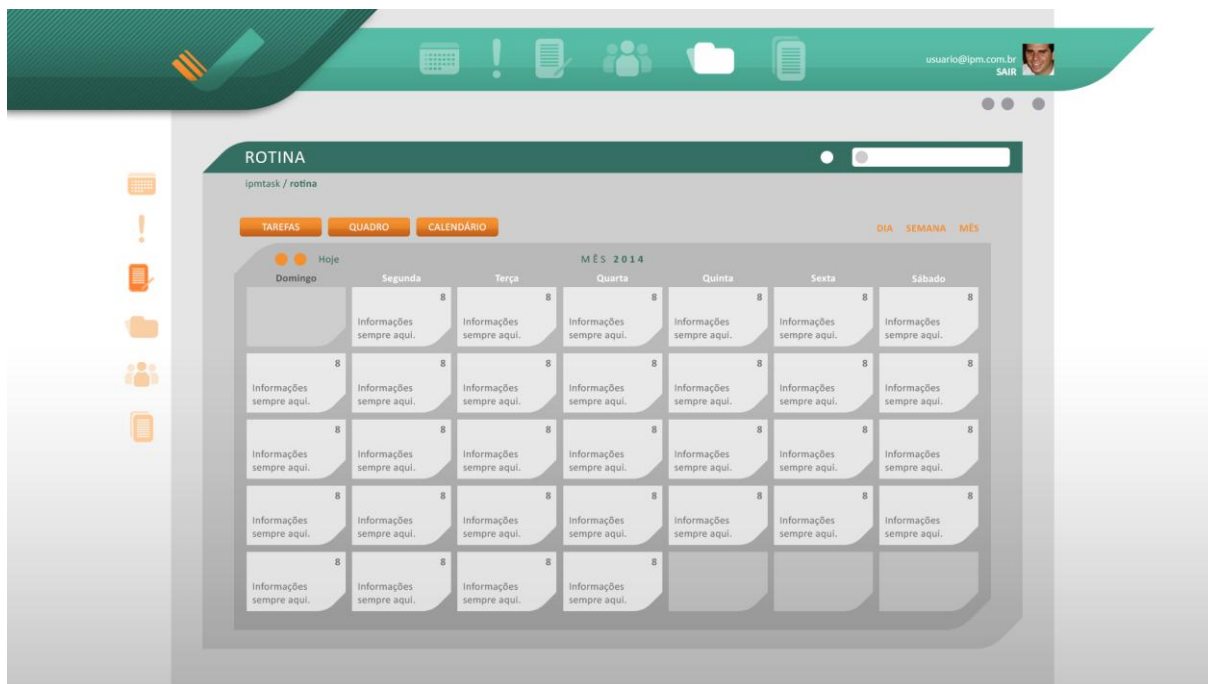 usuario@ipm.com.br
SAIR
ROTINA
ipmtask / rotina
TAREFAS QUADRO CALENDÁRIO DIA SEMANA MÊS
Hoje MÊS 2014
Domingo Segunda Terça Quarta Quinta Sexta Sábado
8 8 8 8 8 8
Informações Informações Informações Informações Informações Informações
sempre aqui. sempre aqui. sempre aqui. sempre aqui. sempre aqui. sempre aqui.
8 8 8 8 8 8 8
Informações Informações Informações Informações Informações Informações Informações
sempre aqui. sempre aqui. sempre aqui. sempre aqui. sempre aqui. sempre aqui. sempre aqui.
8 8 8 8 8 8 8
Informações Informações Informações Informações Informações Informações Informações
sempre aqui. sempre aqui. sempre aqui. sempre aqui. sempre aqui. sempre aqui. sempre aqui.
8 8 8 8 8 8 8
Informações Informações Informações Informações Informações Informações Informações
sempre aqui. sempre aqui. sempre aqui. sempre aqui. sempre aqui. sempre aqui. sempre aqui.
8 8 8 8
Informações Informações Informações Informações
sempre aqui. sempre aqui. sempre aqui. sempre aqui.